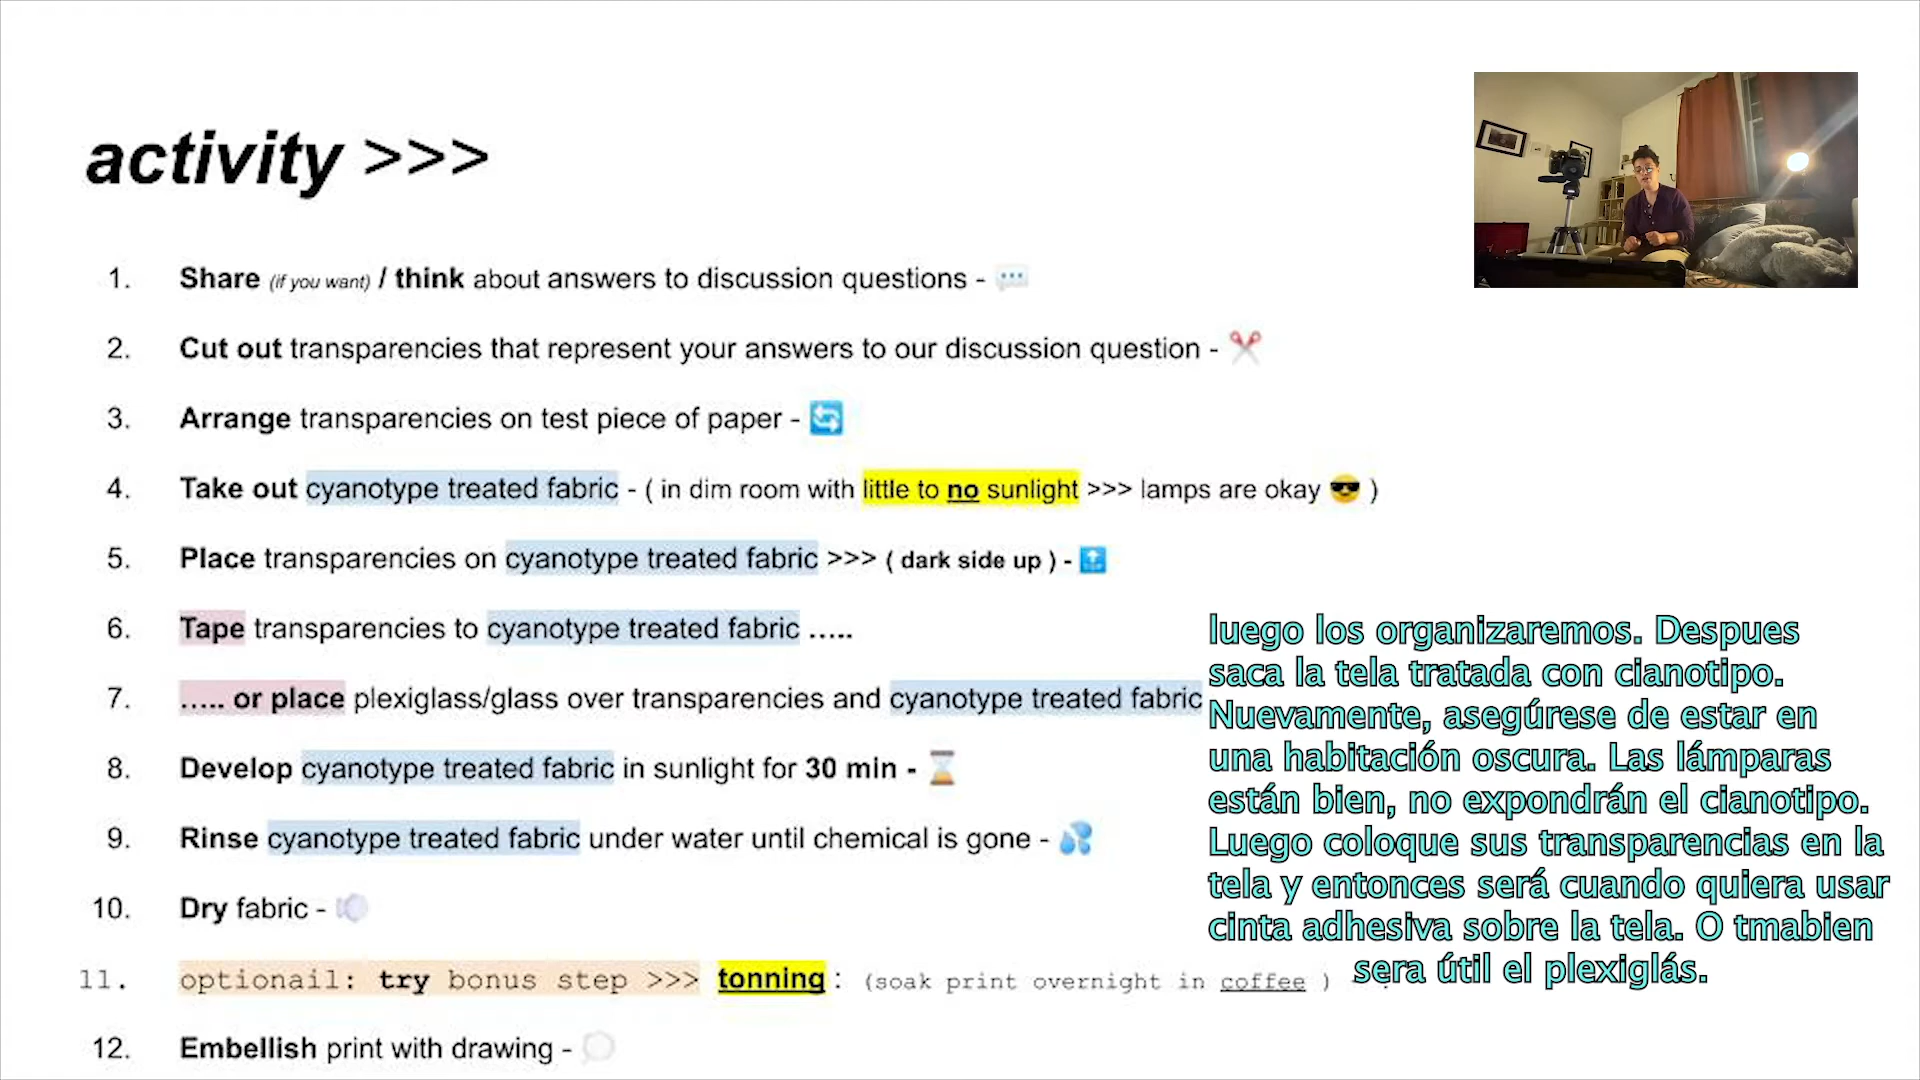 activity >>>
1. Share (if you want) / think about answers to discussion questions -
2. Cut out transparencies that represent your answers to our discussion question -
3. Arrange transparencies on test piece of paper -
4. Take out cyanotype treated fabric - ( in dim room with little to no sunlight >>> lamps are okay 😎 )
5. Place transparencies on cyanotype treated fabric >>> ( dark side up ) -
6. Tape transparencies to cyanotype treated fabric .....
7. ..... or place plexiglass/glass over transparencies and cyanotype treated fabric
8. Develop cyanotype treated fabric in sunlight for 30 min -
9. Rinse cyanotype treated fabric under water until chemical is gone -
10. Dry fabric -
11. optionail: try bonus step >>> tonning: (soak print overnight in coffee )
12. Embellish print with drawing -
luego los organizaremos. Despues
saca la tela tratada con cianotipo.
Nuevamente, asegúrese de estar en
una habitación oscura. Las lámparas
están bien, no expondrán el cianotipo.
Luego coloque sus transparencias en la
tela y entonces será cuando quiera usar
cinta adhesiva sobre la tela. O tmabien
sera útil el plexiglás.